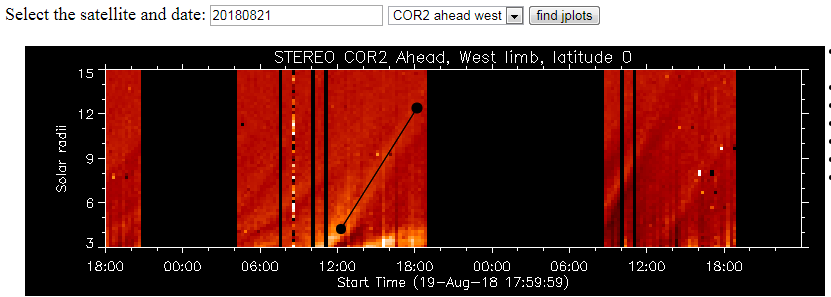 Select the satellite and date: 20180821 COR2 ahead west find jplots
STEREO COR2 Ahead, West limb, latitude 0
15
12
9
6
3
Solar radii
18:00 00:00 06:00 12:00 18:00 00:00 06:00 12:00 18:00
Start Time (19-Aug-18 17:59:59)